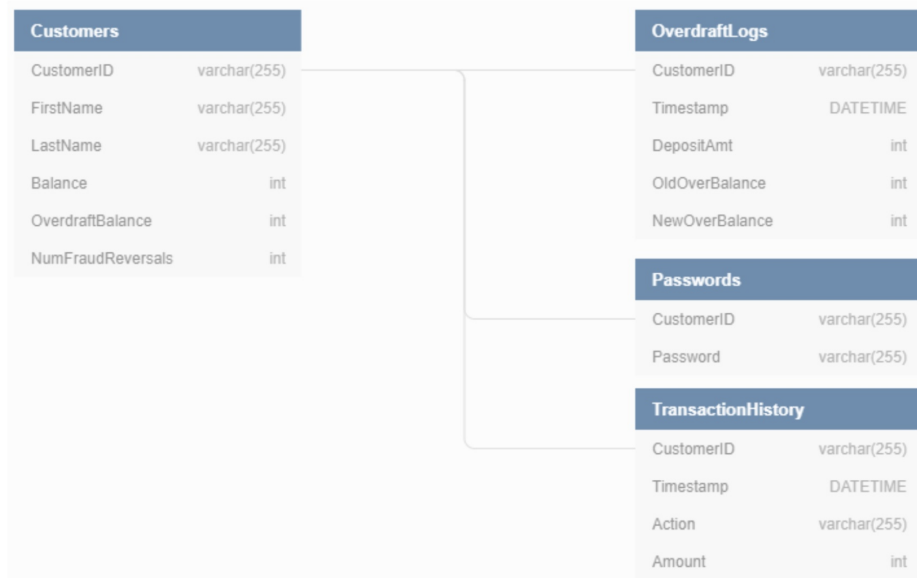 Customers
CustomerID varchar(255)
FirstName varchar(255)
LastName varchar(255)
Balance int
OverdraftBalance int
NumFraudReversals int
OverdraftLogs
CustomerID varchar(255)
Timestamp DATETIME
DepositAmt int
OldOverBalance int
NewOverBalance int
Passwords
CustomerID varchar(255)
Password varchar(255)
TransactionHistory
CustomerID varchar(255)
Timestamp DATETIME
Action varchar(255)
Amount int